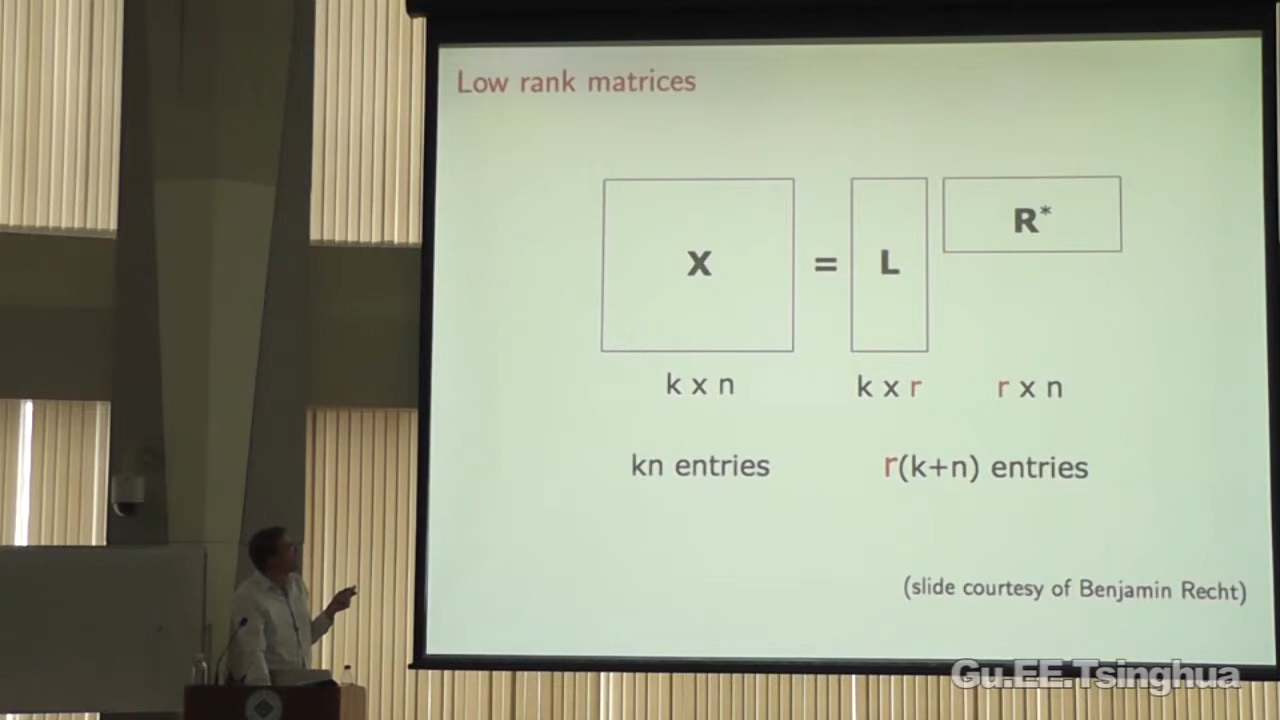 Low rank matrices
X = L R*
k x n k x r r x n
kn entries r(k+n) entries
(slide courtesy of Benjamin Recht)
Gu.EE.Tsinghua